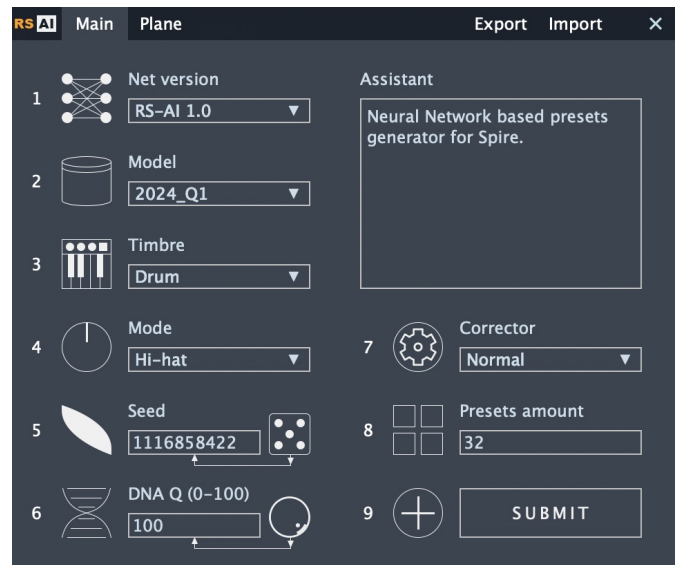 RS AI Main Plane Export Import ×
1 Net version
RS-AI 1.0 ▼
2 Model
2024_Q1 ▼
3 Timbre
Drum ▼
4 Mode
Hi-hat ▼
5 Seed
1116858422
6 DNA Q (0-100)
100
Assistant
Neural Network based presets
generator for Spire.
7 Corrector
Normal ▼
8 Presets amount
32
9 SUBMIT